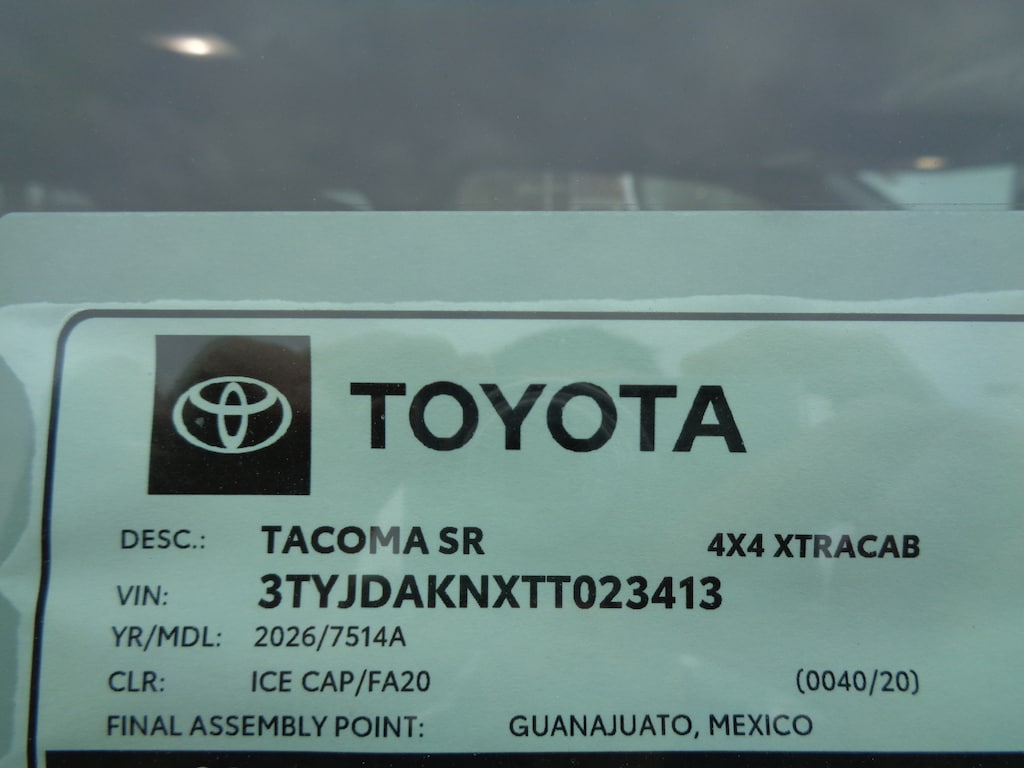 TOYOTA
DESC.: TACOMA SR 4X4 XTRACAB
VIN: 3TYJDAKNXTT023413
YR/MDL: 2026/7514A
CLR: ICE CAP/FA20 (0040/20)
FINAL ASSEMBLY POINT: GUANAJUATO, MEXICO